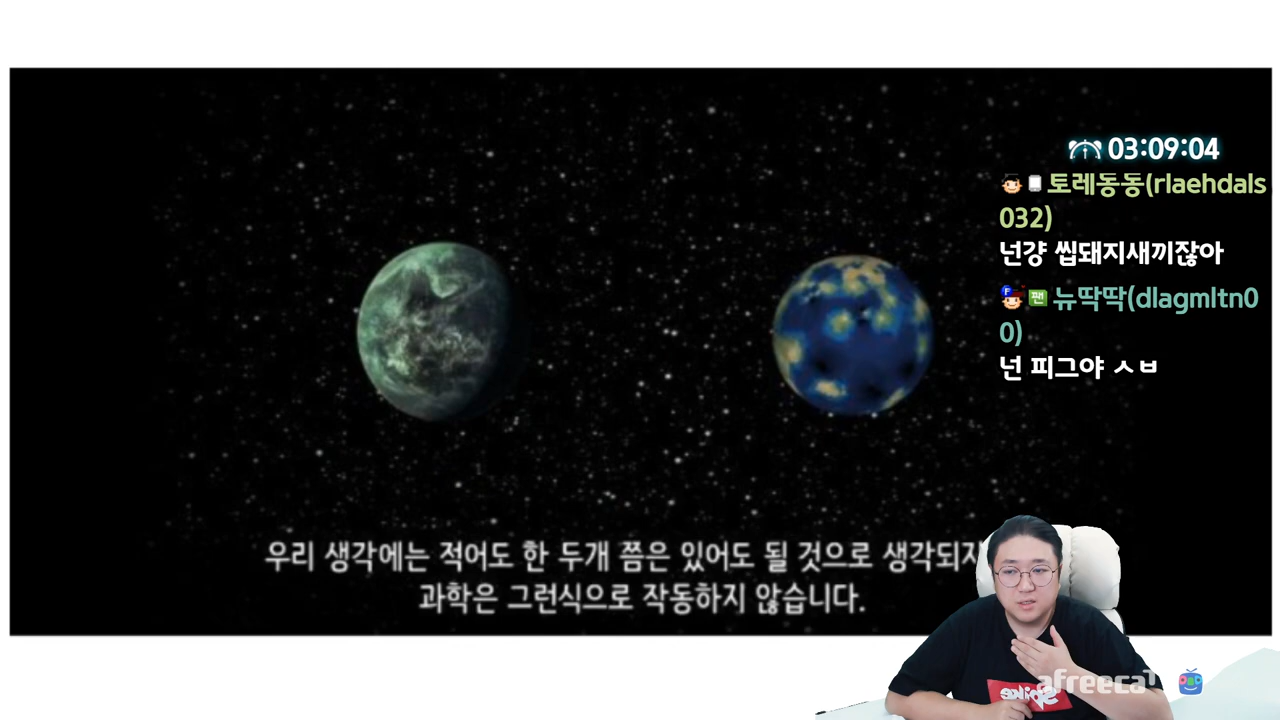 03:09:04
토레동동(rlaehdals
032)
넌걍 씹돼지새끼잖아
팬 뉴딱딱(dlagmltn0
0)
넌 피그야 ㅅㅂ
우리 생각에는 적어도 한 두개 쯤은 있어도 될 것으로 생각되지
과학은 그런식으로 작동하지 않습니다.
afreecaT
Spike